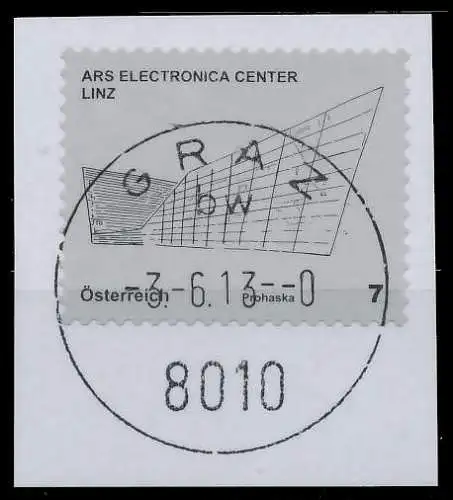 ARS ELECTRONICA CENTER
LINZ
GRAZ
bw
Österreich Prohaska 7
-3.-6.13--0
8010